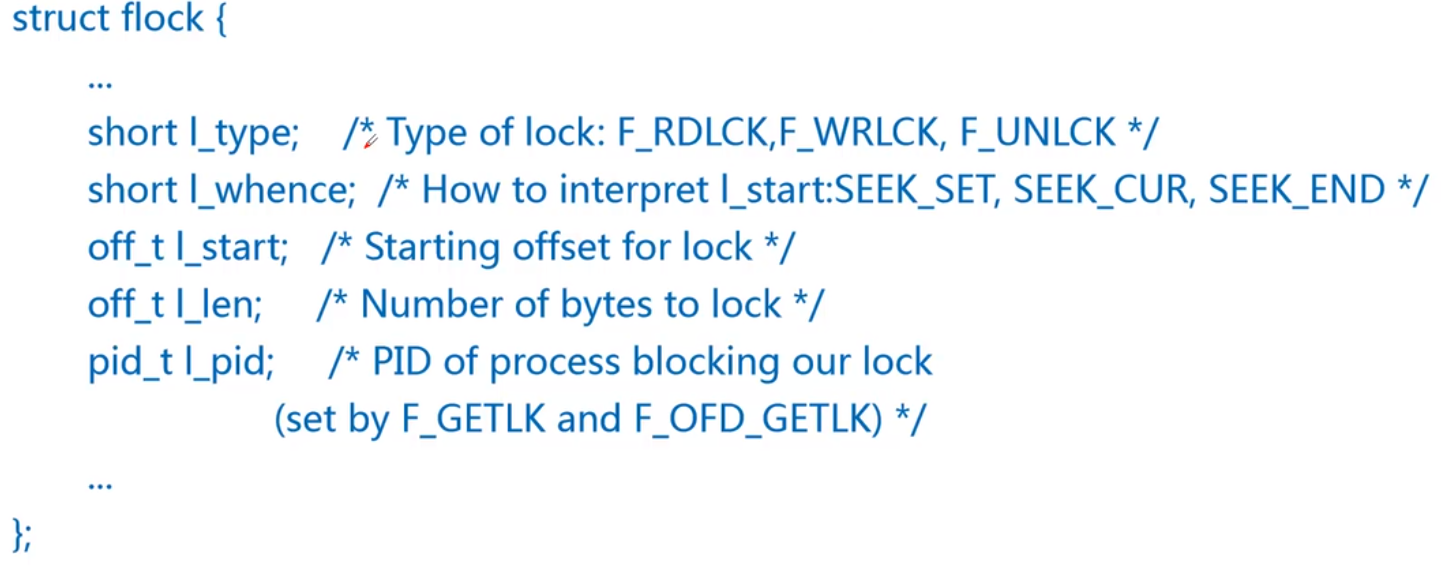 struct flock {
...
short l_type; /* Type of lock: F_RDLCK,F_WRLCK, F_UNLCK */
short l_whence; /* How to interpret l_start:SEEK_SET, SEEK_CUR, SEEK_END */
off_t l_start; /* Starting offset for lock */
off_t l_len; /* Number of bytes to lock */
pid_t l_pid; /* PID of process blocking our lock
(set by F_GETLK and F_OFD_GETLK) */
...
};